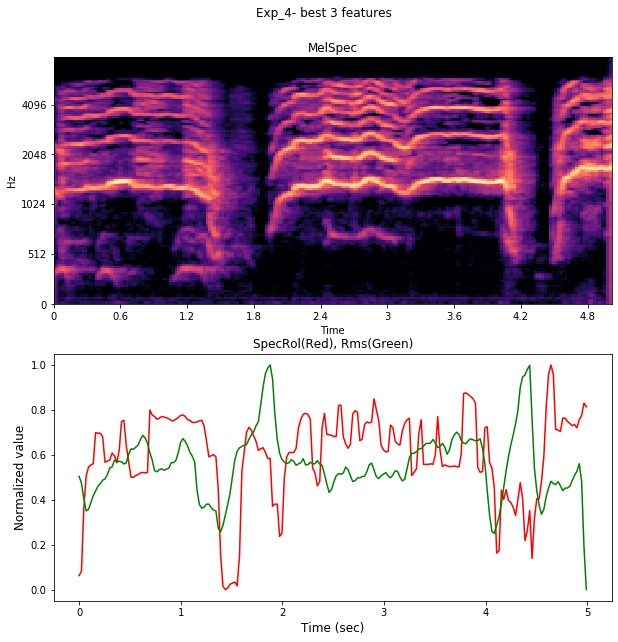 Exp_4- best 3 features
MelSpec
4096
2048
1024
512
0
Hz
0 0.6 1.2 1.8 2.4 3 3.6 4.2 4.8
Time
SpecRol(Red), Rms(Green)
1.0
0.8
0.6
0.4
0.2
0.0
Normalized value
0 1 2 3 4 5
Time (sec)